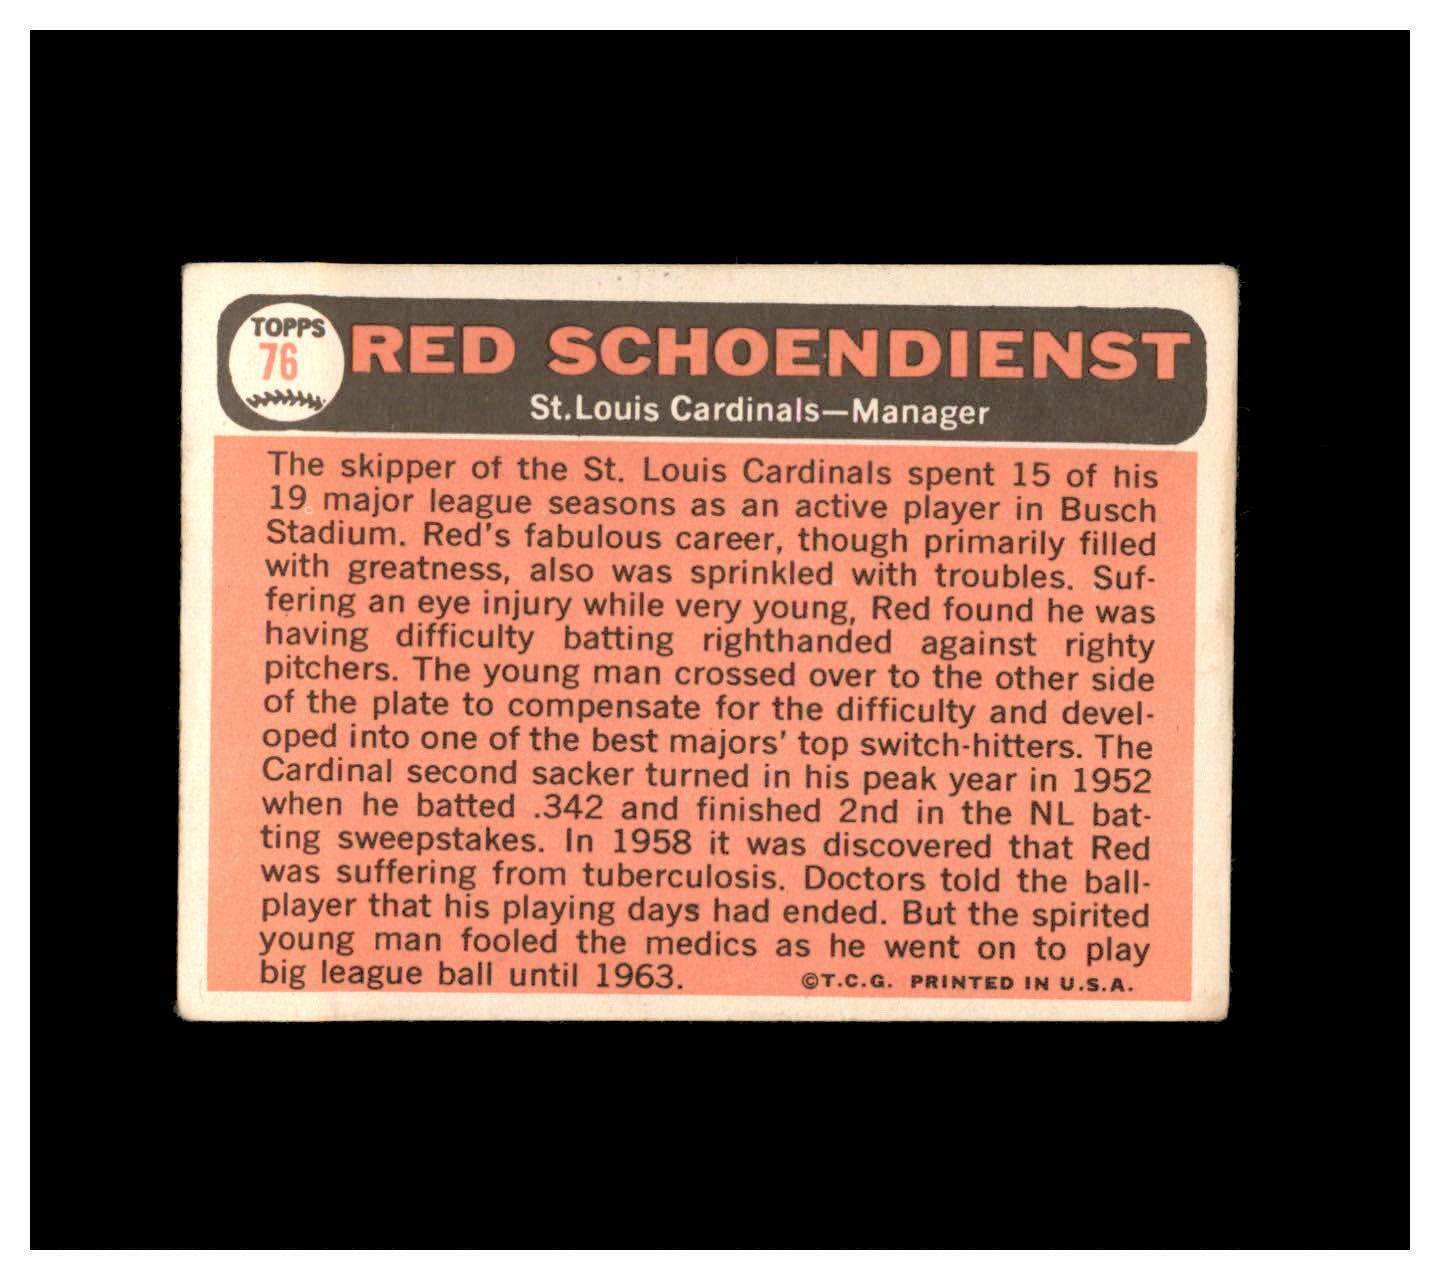 TOPPS
76
RED SCHOENDIENST
St. Louis Cardinals—Manager
The skipper of the St. Louis Cardinals spent 15 of his
19 major league seasons as an active player in Busch
Stadium. Red's fabulous career, though primarily filled
with greatness, also was sprinkled with troubles. Suf-
fering an eye injury while very young, Red found he was
having difficulty batting righthanded against righty
pitchers. The young man crossed over to the other side
of the plate to compensate for the difficulty and devel-
oped into one of the best majors' top switch-hitters. The
Cardinal second sacker turned in his peak year in 1952
when he batted .342 and finished 2nd in the NL bat-
ting sweepstakes. In 1958 it was discovered that Red
was suffering from tuberculosis. Doctors told the ball-
player that his playing days had ended. But the spirited
young man fooled the medics as he went on to play
big league ball until 1963.
©T.C.G. PRINTED IN U.S.A.